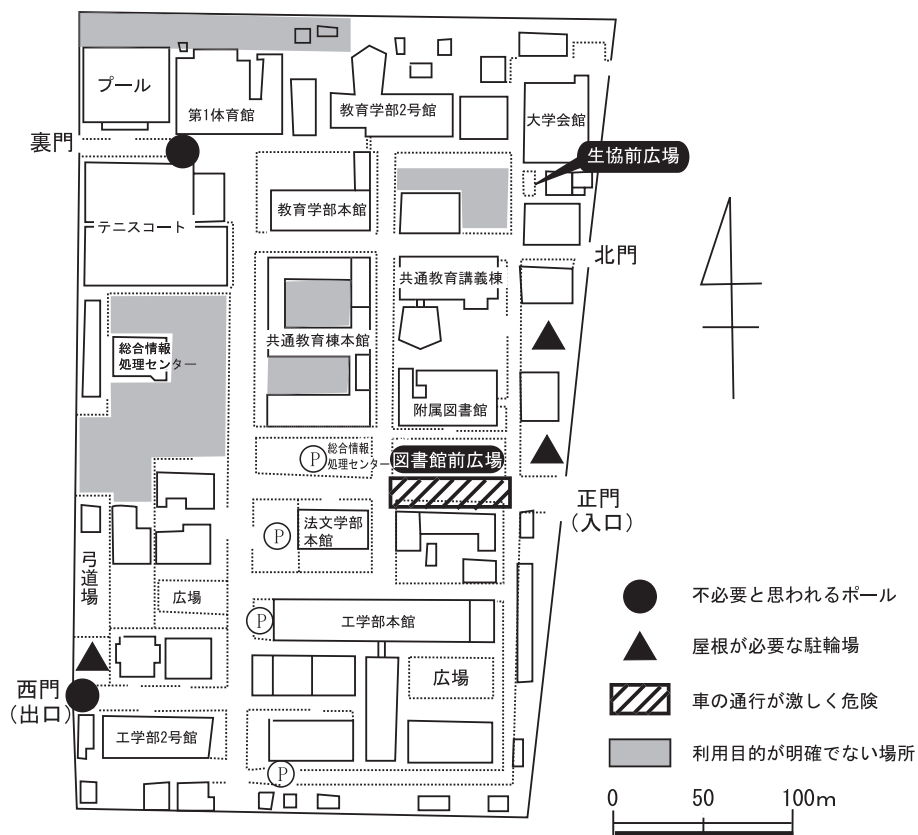 プール
第1体育館
教育学部2号館
大学会館
裏門
生協前広場
教育学部本館
テニスコート
北門
共通教育講義棟
共通教育棟本館
総合情報
処理センター
附属図書館
P
総合情報
処理センター
図書館前広場
正門
(入口)
P
法文学部
本館
弓道場
広場
P
工学部本館
広場
西門
(出口)
工学部2号館
P
不必要と思われるポール
屋根が必要な駐輪場
車の通行が激しく危険
利用目的が明確でない場所
0 50 100m